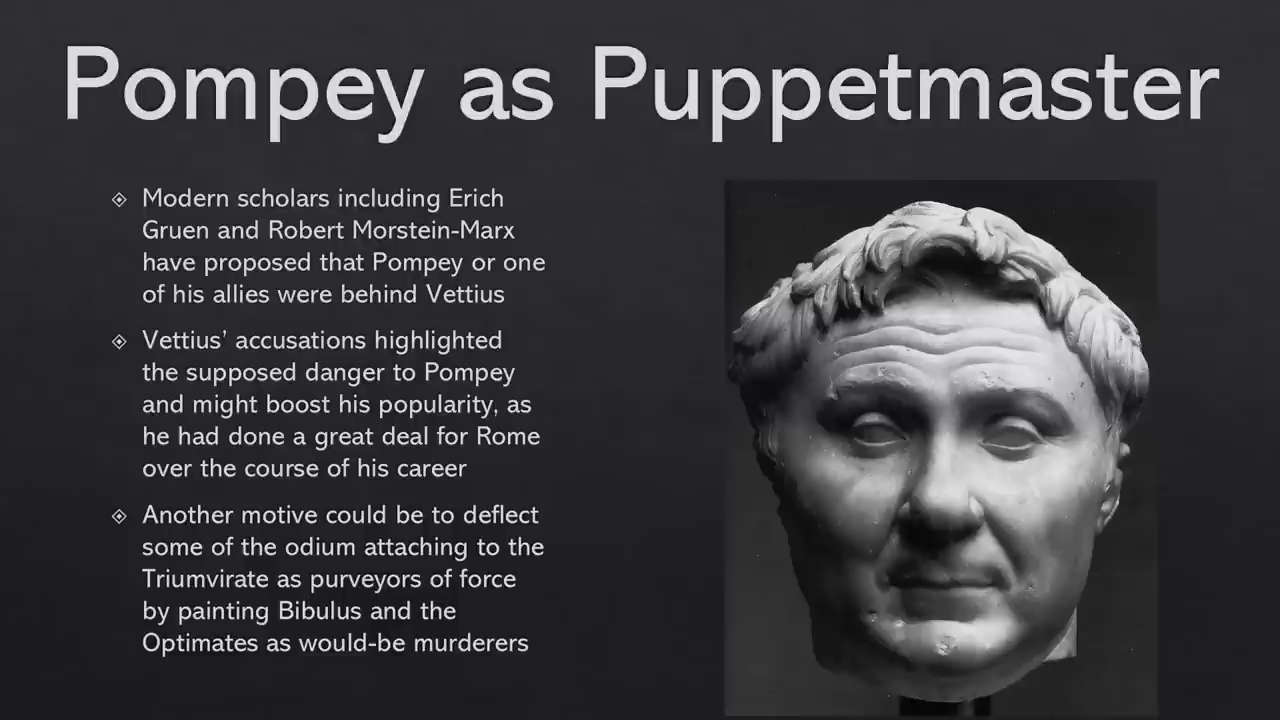 Pompey as Puppetmaster
Modern scholars including Erich
Gruen and Robert Morstein-Marx
have proposed that Pompey or one
of his allies were behind Vettius
Vettius’ accusations highlighted
the supposed danger to Pompey
and might boost his popularity, as
he had done a great deal for Rome
over the course of his career
Another motive could be to deflect
some of the odium attaching to the
Triumvirate as purveyors of force
by painting Bibulus and the
Optimates as would-be murderers